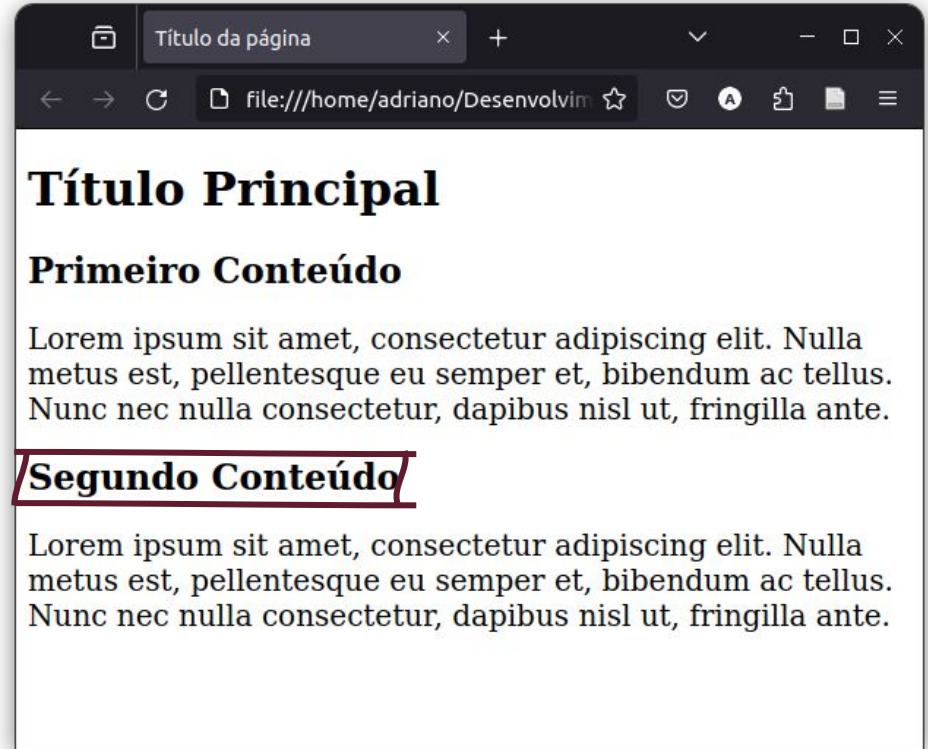 Título da página
file:///home/adriano/Desenvolvim
A
Título Principal
Primeiro Conteúdo
Lorem ipsum sit amet, consectetur adipiscing elit. Nulla
metus est, pellentesque eu semper et, bibendum ac tellus.
Nunc nec nulla consectetur, dapibus nisl ut, fringilla ante.
Segundo Conteúdo
Lorem ipsum sit amet, consectetur adipiscing elit. Nulla
metus est, pellentesque eu semper et, bibendum ac tellus.
Nunc nec nulla consectetur, dapibus nisl ut, fringilla ante.